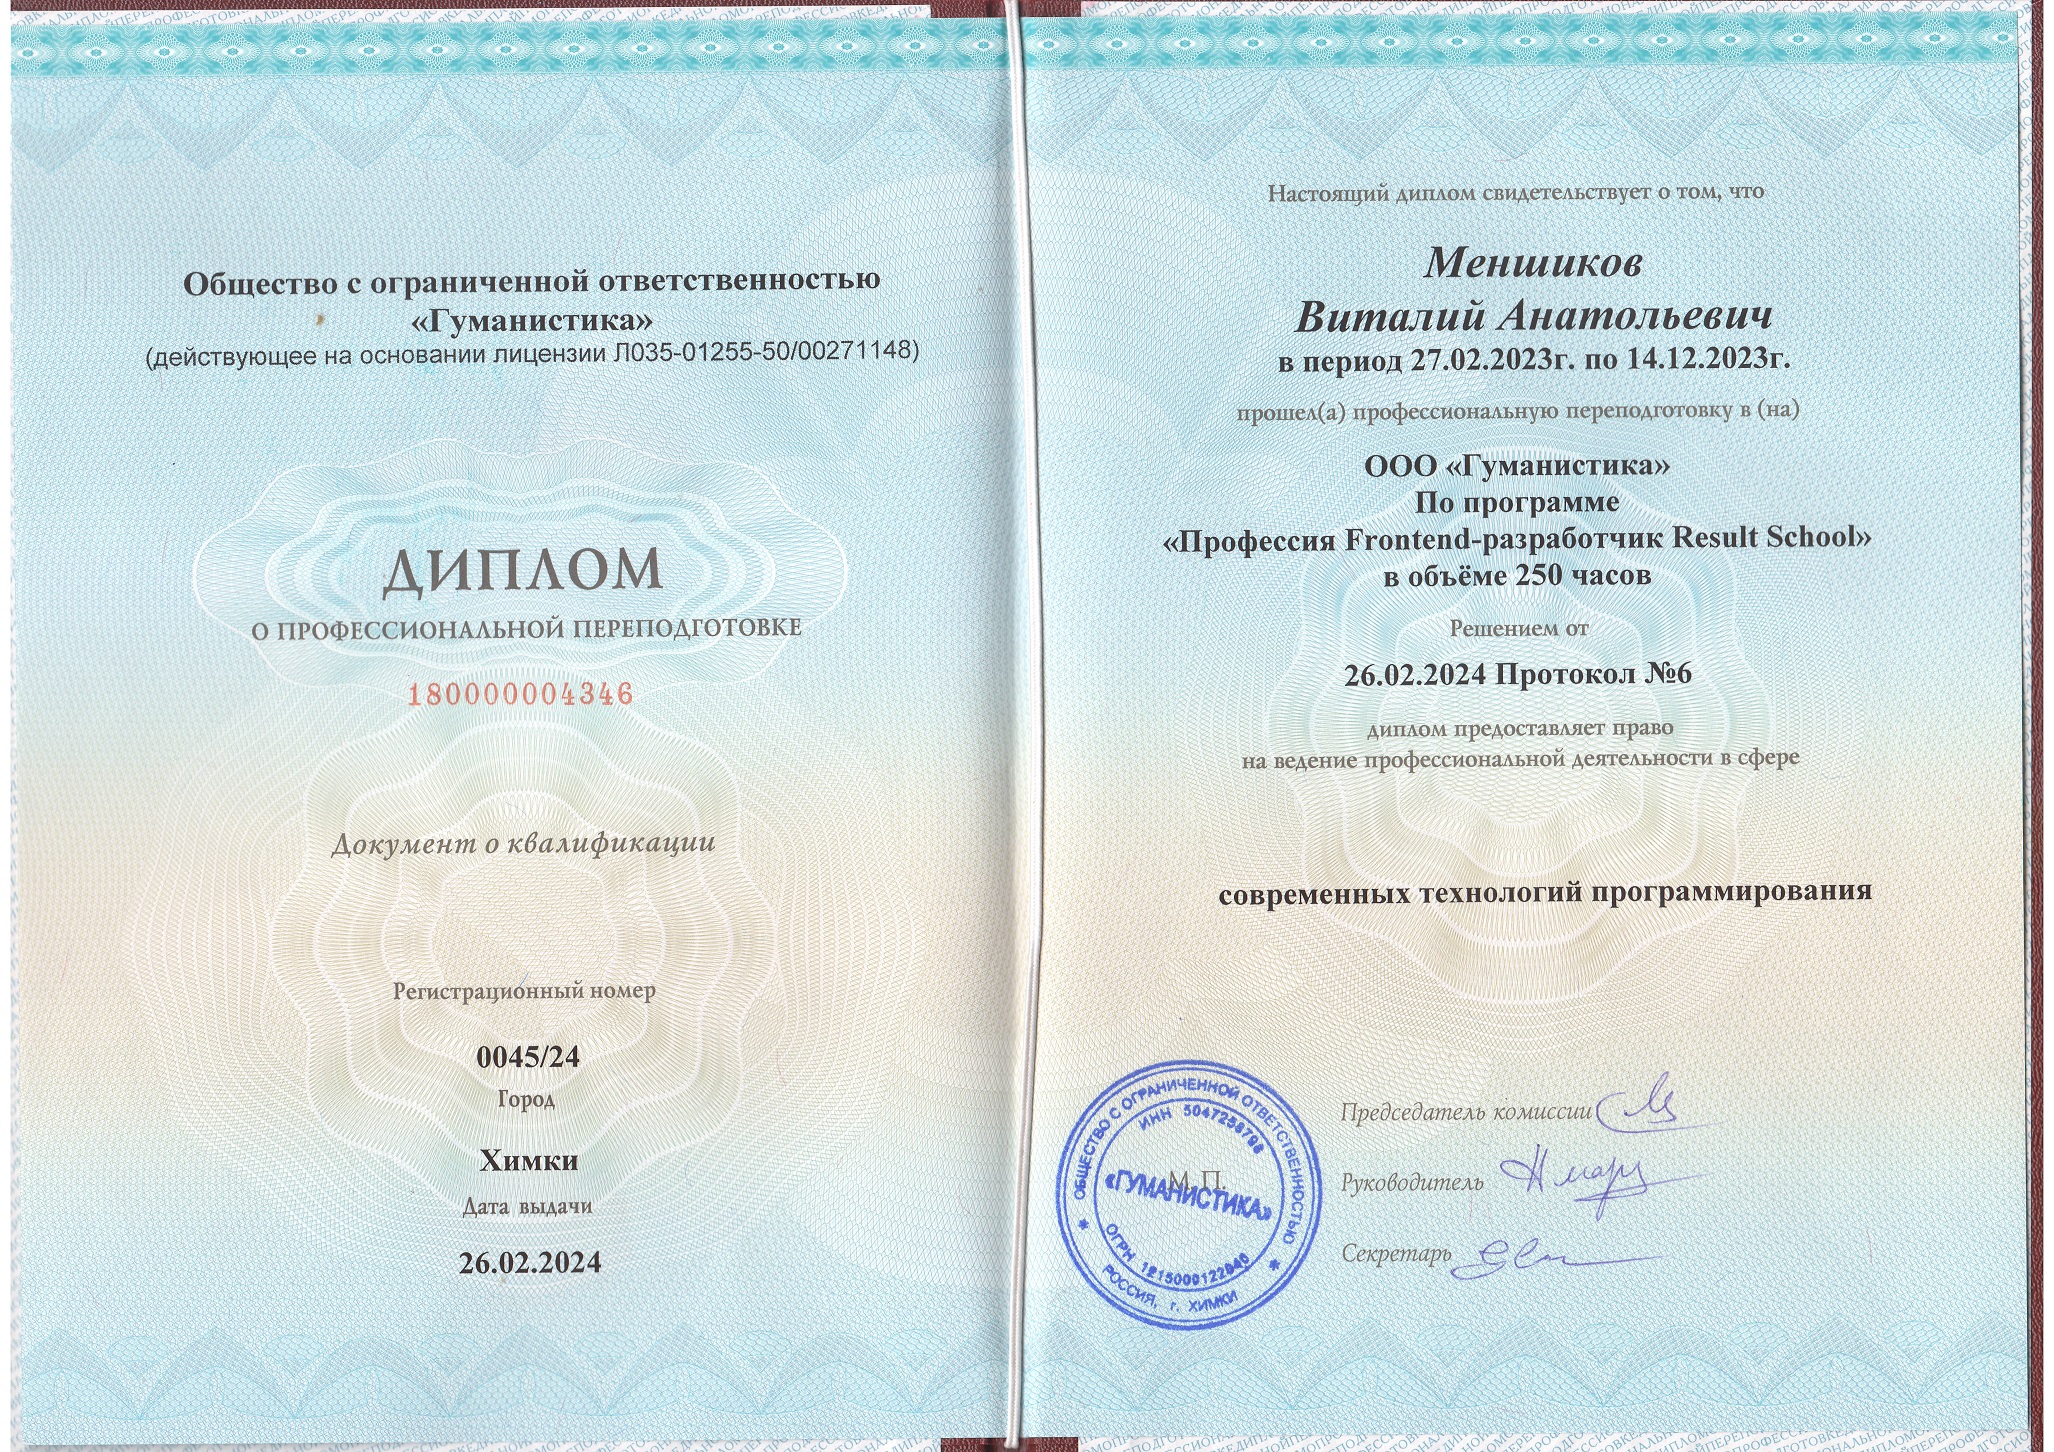 Общество с ограниченной ответственностью
«Гуманистика»
(действующее на основании лицензии Л035-01255-50/00271148)
ДИПЛОМ
О ПРОФЕССИОНАЛЬНОЙ ПЕРЕПОДГОТОВКЕ
180000004346
Документ о квалификации
Регистрационный номер
0045/24
Город
Химки
Дата выдачи
26.02.2024
Настоящий диплом свидетельствует о том, что
Меншиков
Виталий Анатольевич
в период 27.02.2023г. по 14.12.2023г.
прошел(а) профессиональную переподготовку в (на)
ООО «Гуманистика»
По программе
«Профессия Frontend-разработчик Result School»
в объёме 250 часов
Решением от
26.02.2024 Протокол №6
диплом предоставляет право
на ведение профессиональной деятельности в сфере
современных технологий программирования
Председатель комиссии
Руководитель
Секретарь
М.П.
ОБЩЕСТВО С ОГРАНИЧЕННОЙ ОТВЕТСТВЕННОСТЬЮ
ИНН
«ГУМАНИСТИКА»
ОГРН
РОССИЯ, г. ХИМКИ